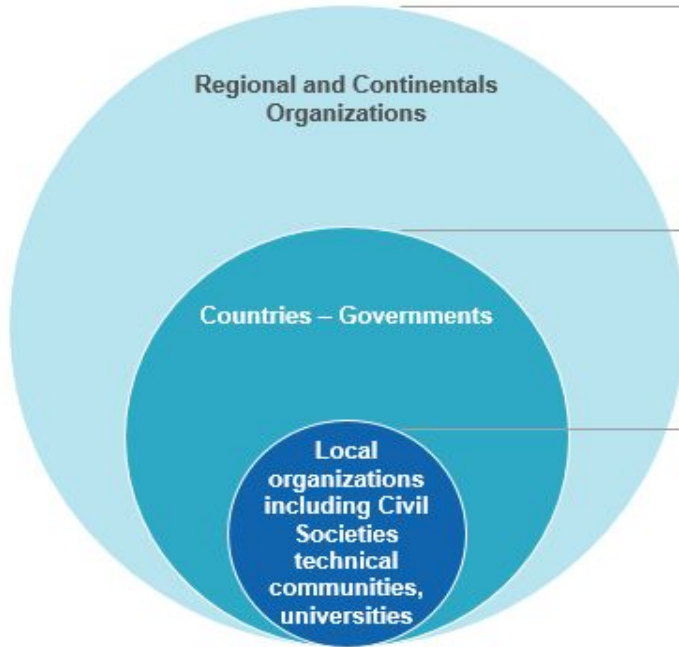 Regional and Continentals
Organizations
Countries – Governments
Local
organizations
including Civil
Societies
technical
communities,
universities